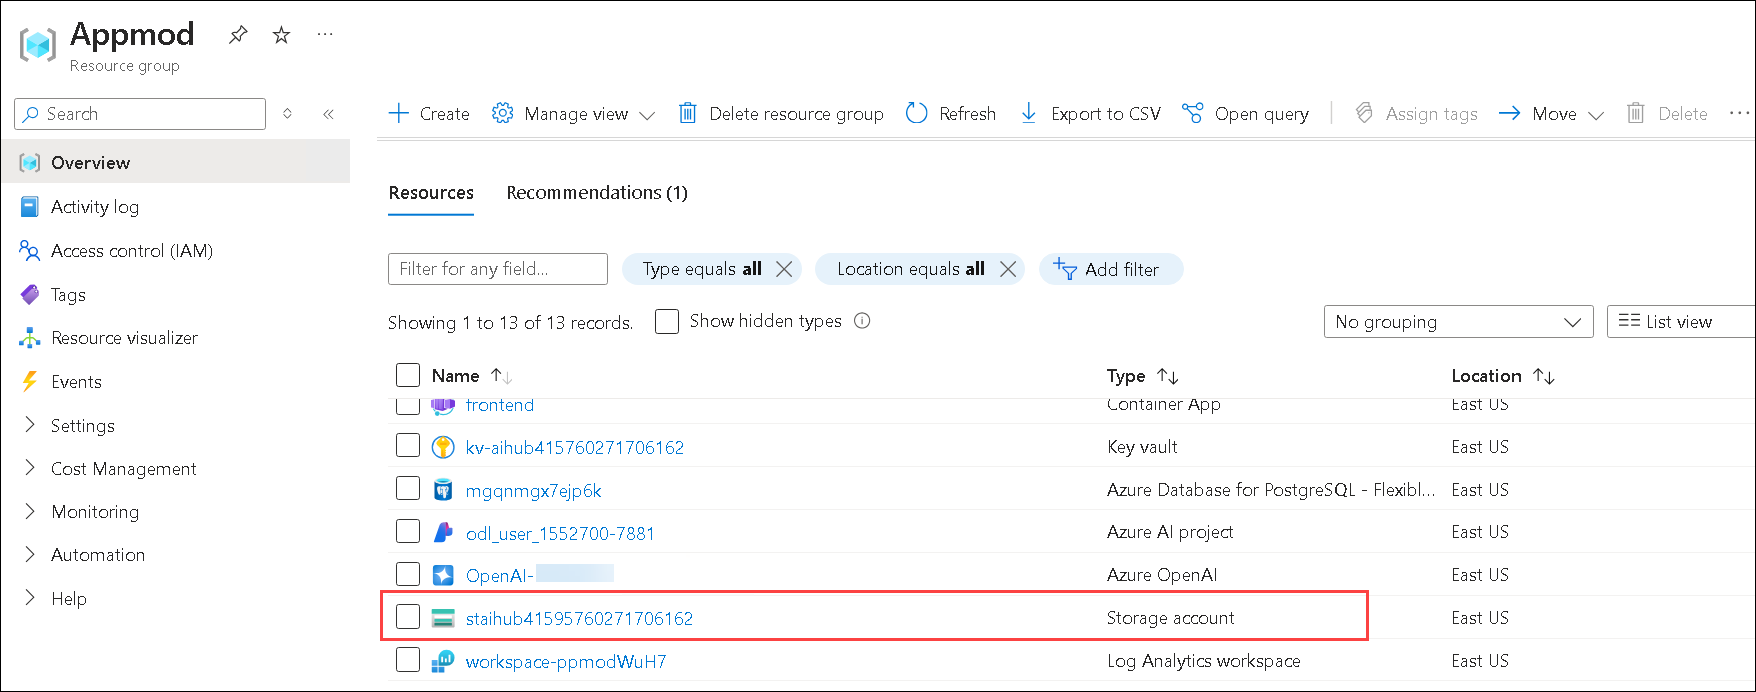 Appmod
Resource group
Search
Overview
Activity log
Access control (IAM)
Tags
Resource visualizer
Events
Settings
Cost Management
Monitoring
Automation
Help
Create Manage view Delete resource group Refresh Export to CSV Open query Assign tags Move Delete
Resources Recommendations (1)
Filter for any field... Type equals all Location equals all Add filter
Showing 1 to 13 of 13 records. Show hidden types No grouping List view
Name Type Location
frontend Container App East US
kv-aihub415760271706162 Key vault East US
mgqnmgx7ejp6k Azure Database for PostgreSQL - Flexibl... East US
odl_user_1552700-7881 Azure AI project East US
OpenAI- Azure OpenAI East US
staihub41595760271706162 Storage account East US
workspace-ppmodWuH7 Log Analytics workspace East US